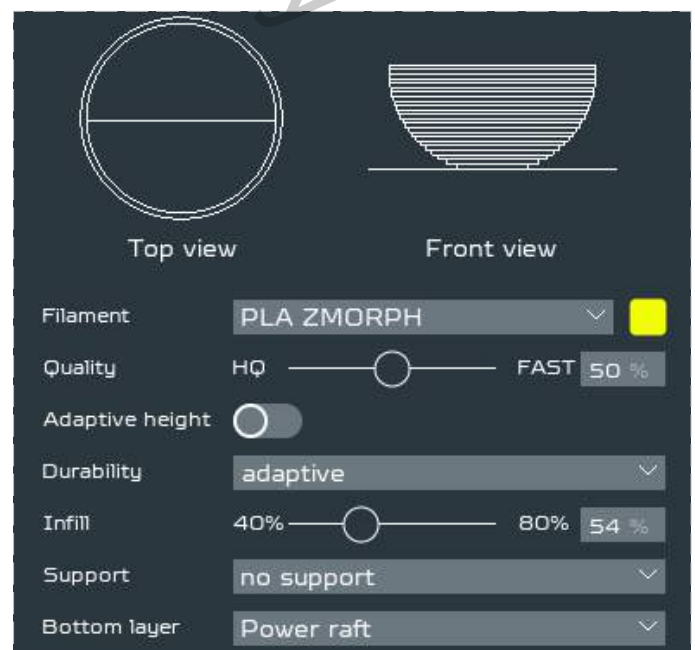 Top view Front view
Filament PLA ZMORPH
Quality HQ FAST 50 %
Adaptive height
Durability adaptive
Infill 40% 80% 54 %
Support no support
Bottom layer Power raft